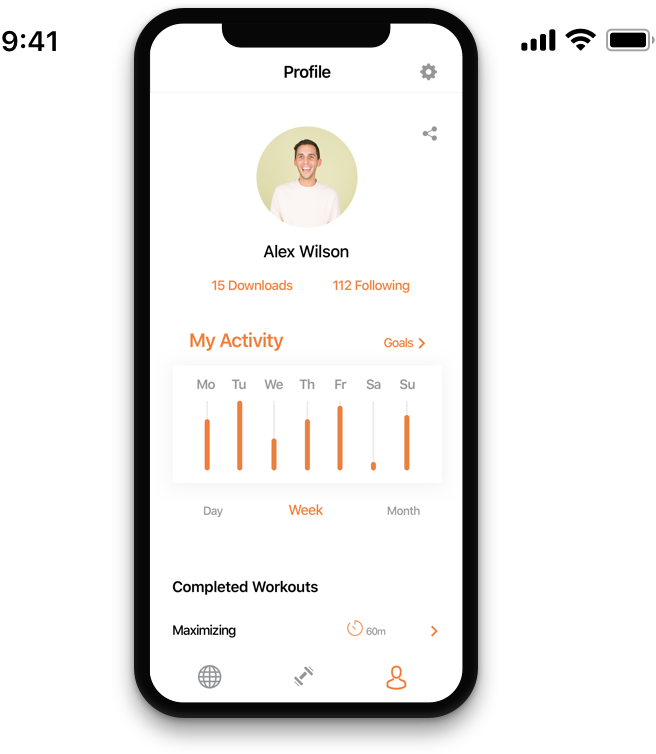 9:41
Profile
Alex Wilson
15 Downloads 112 Following
My Activity Goals
Mo Tu We Th Fr Sa Su
Day Week Month
Completed Workouts
Maximizing 60m